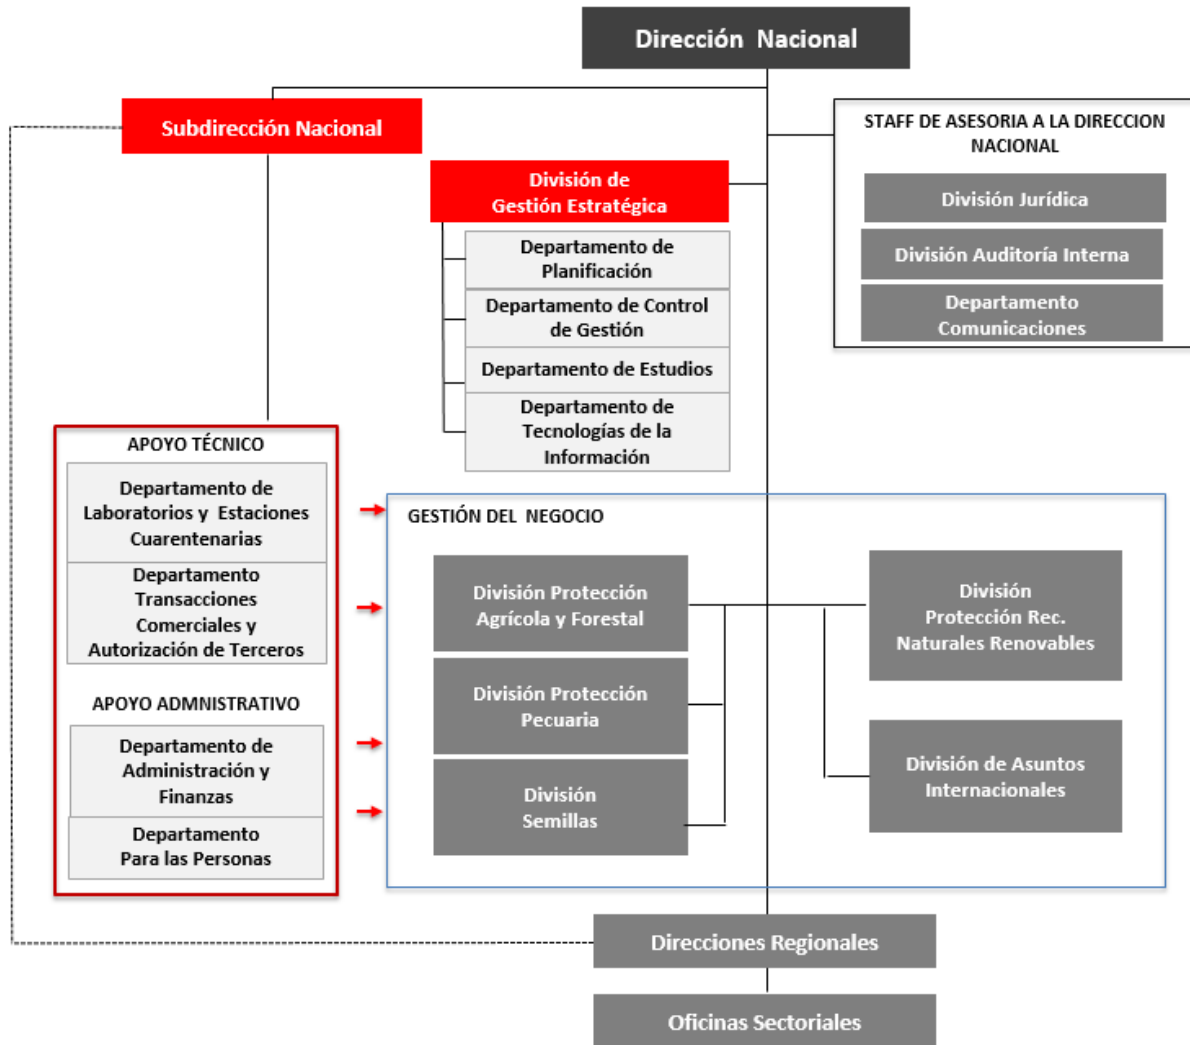 Dirección Nacional
Subdirección Nacional
STAFF DE ASESORIA A LA DIRECCION
NACIONAL
División Jurídica
División Auditoría Interna
Departamento
Comunicaciones
División de
Gestión Estratégica
Departamento de
Planificación
Departamento de Control
de Gestión
Departamento de Estudios
Departamento de
Tecnologías de la
Información
APOYO TÉCNICO
Departamento de
Laboratorios y Estaciones
Cuarentenarias
Departamento
Transacciones
Comerciales y
Autorización de Terceros
APOYO ADMNISTRATIVO
Departamento de
Administración y
Finanzas
Departamento
Para las Personas
GESTIÓN DEL NEGOCIO
División Protección
Agrícola y Forestal
División Protección
Pecuaria
División
Semillas
División
Protección Rec.
Naturales Renovables
División de Asuntos
Internacionales
Direcciones Regionales
Oficinas Sectoriales